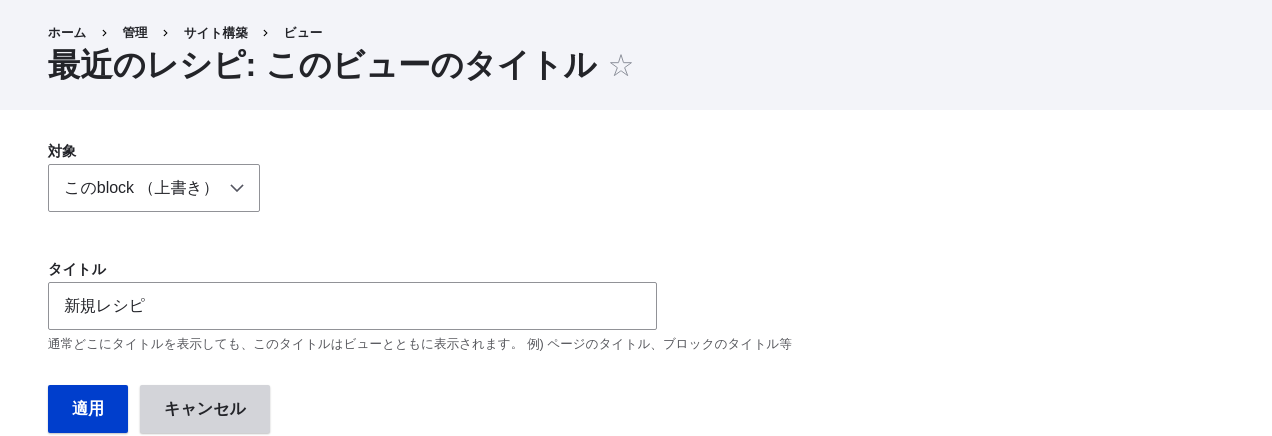 ホーム > 管理 > サイト構築 > ビュー
最近のレシピ: このビューのタイトル ☆
対象
このblock （上書き）
タイトル
新規レシピ
通常どこにタイトルを表示しても、このタイトルはビューとともに表示されます。 例) ページのタイトル、ブロックのタイトル等
適用 キャンセル